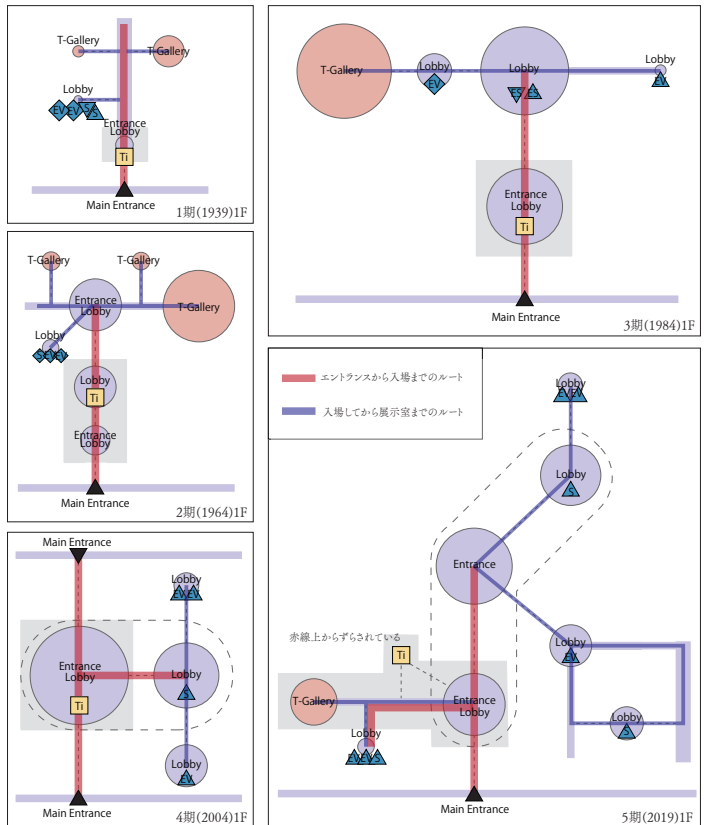 T-Gallery
T-Gallery
Lobby
EV
EV
S
S
Entrance
Lobby
Ti
Main Entrance
1期(1939)1F
T-Gallery
T-Gallery
Entrance
Lobby
T-Gallery
Lobby
S
EV
EV
Lobby
Ti
Entrance
Lobby
Main Entrance
2期(1964)1F
Main Entrance
Lobby
EV
EV
Entrance
Lobby
Lobby
S
Ti
Lobby
EV
Main Entrance
4期(2004)1F
T-Gallery
Lobby
EV
Lobby
ES
ES
Lobby
EV
Entrance
Lobby
Ti
Main Entrance
3期(1984)1F
エントランスから入場までのルート
入場してから展示室までのルート
Lobby
EV
EV
Lobby
S
Entrance
赤線上からずらされている
Ti
Lobby
EV
T-Gallery
Entrance
Lobby
Lobby
S
Lobby
EV
EV
S
Main Entrance
5期(2019)1F